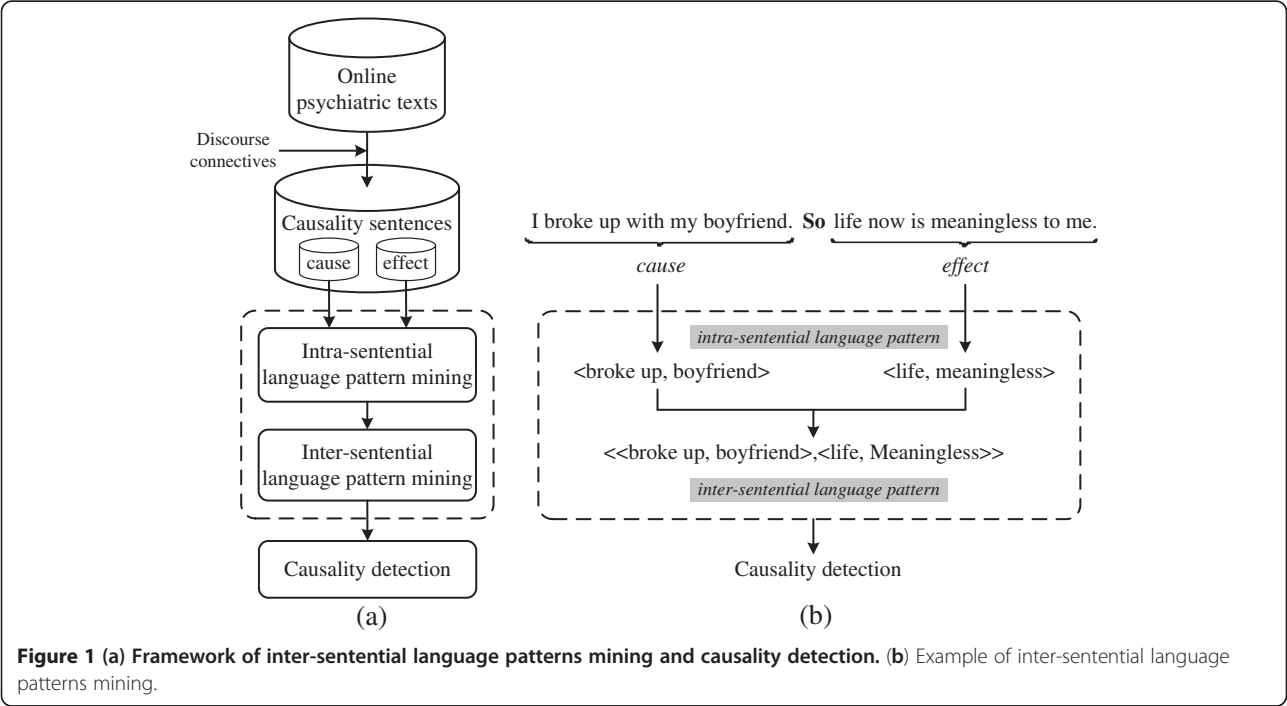 Online
psychiatric texts
Discourse
connectives
Causality sentences
cause
effect
Intra-sentential
language pattern mining
Inter-sentential
language pattern mining
Causality detection
(a)
I broke up with my boyfriend. So life now is meaningless to me.
cause
effect
intra-sentential language pattern
<broke up, boyfriend>
<life, meaningless>
<<broke up, boyfriend>,<life, Meaningless>>
inter-sentential language pattern
Causality detection
(b)
Figure 1 (a) Framework of inter-sentential language patterns mining and causality detection. (b) Example of inter-sentential language
patterns mining.